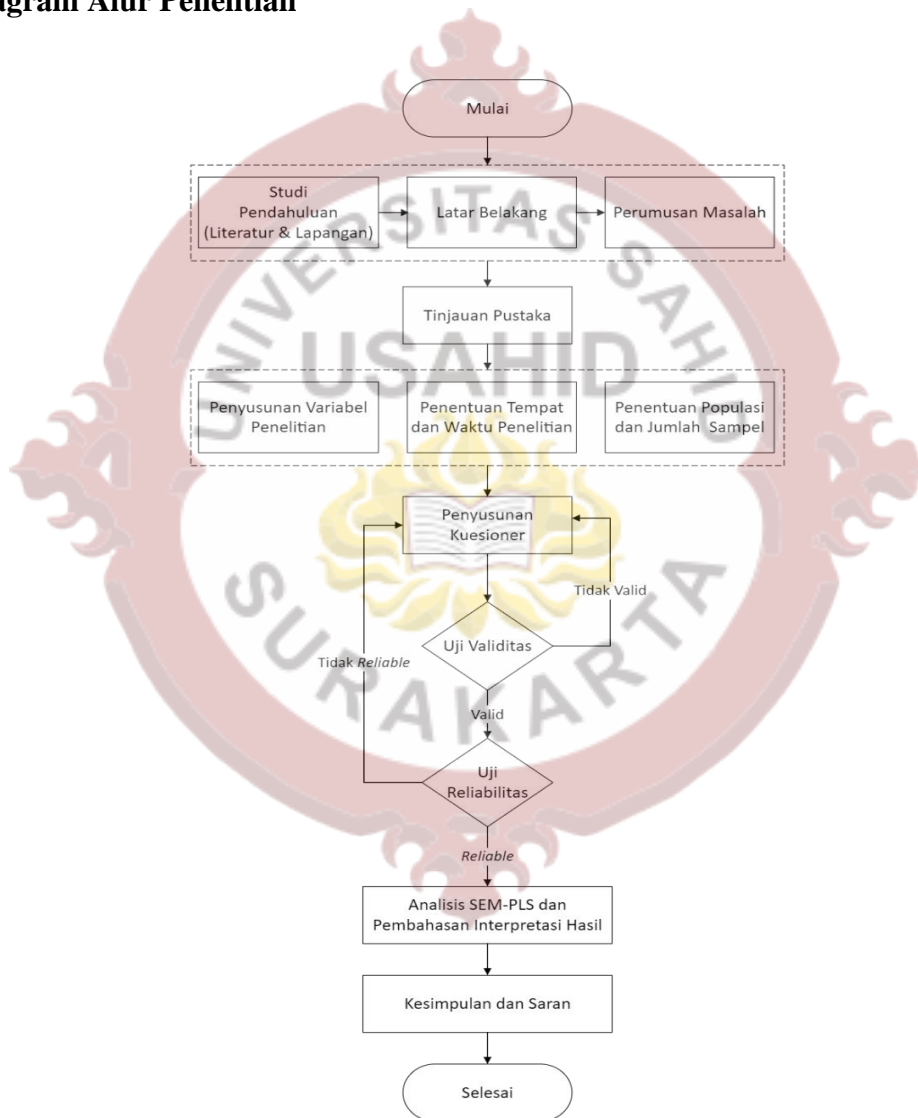 agram Alur Penelitian
Mulai
Studi
Pendahuluan
(Literatur & Lapangan)
Latar Belakang
Perumusan Masalah
Tinjauan Pustaka
Penyusunan Variabel
Penelitian
Penentuan Tempat
dan Waktu Penelitian
Penentuan Populasi
dan Jumlah Sampel
Penyusunan
Kuesioner
Tidak Valid
Uji Validitas
Tidak Reliable
Valid
Uji
Reliabilitas
Reliable
Analisis SEM-PLS dan
Pembahasan Interpretasi Hasil
Kesimpulan dan Saran
Selesai
UNIVERSITAS SAHID
USAHID
SURAKARTA